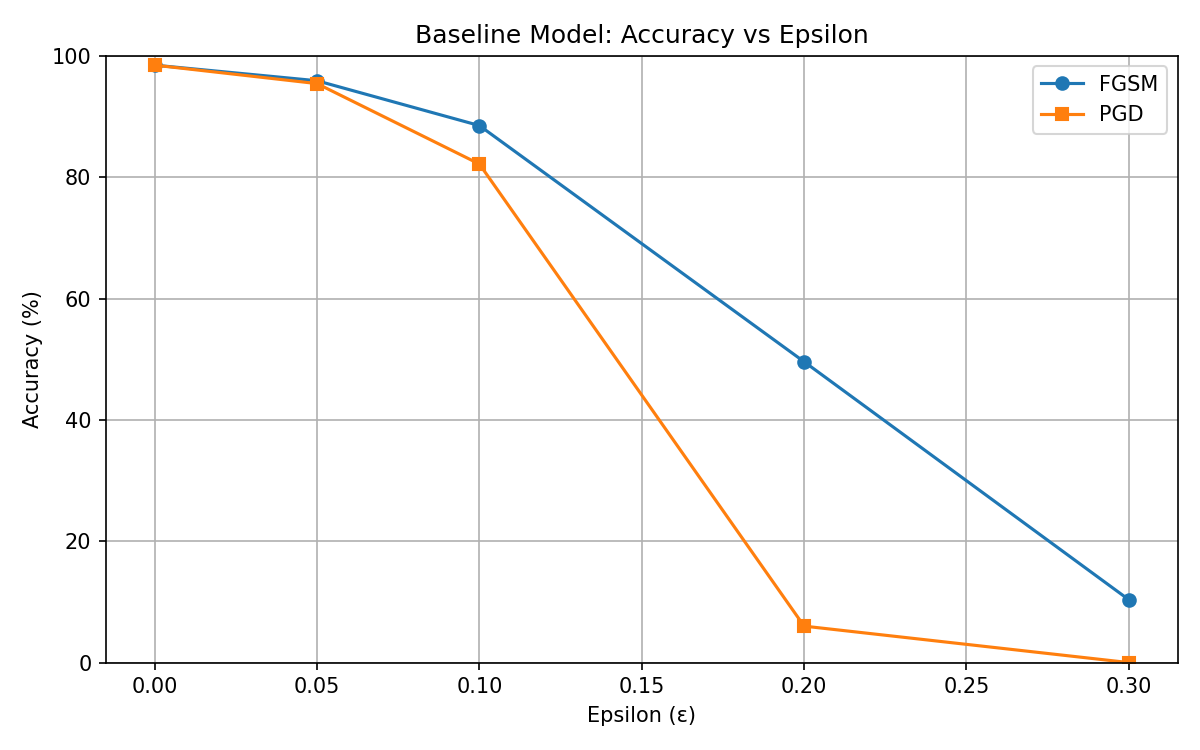 Baseline Model: Accuracy vs Epsilon
FGSM
PGD
Accuracy (%)
100
80
60
40
20
0
0.00 0.05 0.10 0.15 0.20 0.25 0.30
Epsilon (ε)